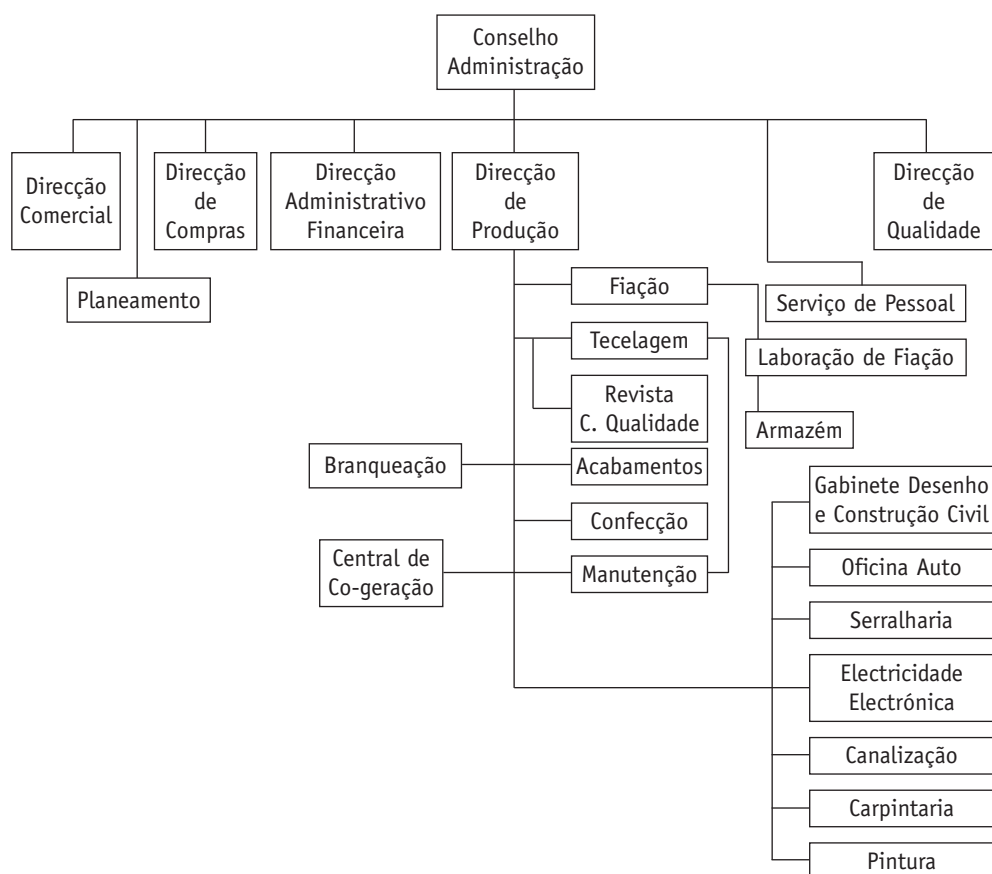 Conselho
Administração
Direcção
Comercial
Direcção
de
Compras
Direcção
Administrativo
Financeira
Direcção
de
Produção
Direcção
de
Qualidade
Planeamento
Serviço de Pessoal
Fiação
Tecelagem
Laboração de Fiação
Revista
C. Qualidade
Armazém
Branqueação
Acabamentos
Confecção
Central de
Co-geração
Manutenção
Gabinete Desenho
e Construção Civil
Oficina Auto
Serralharia
Electricidade
Electrónica
Canalização
Carpintaria
Pintura